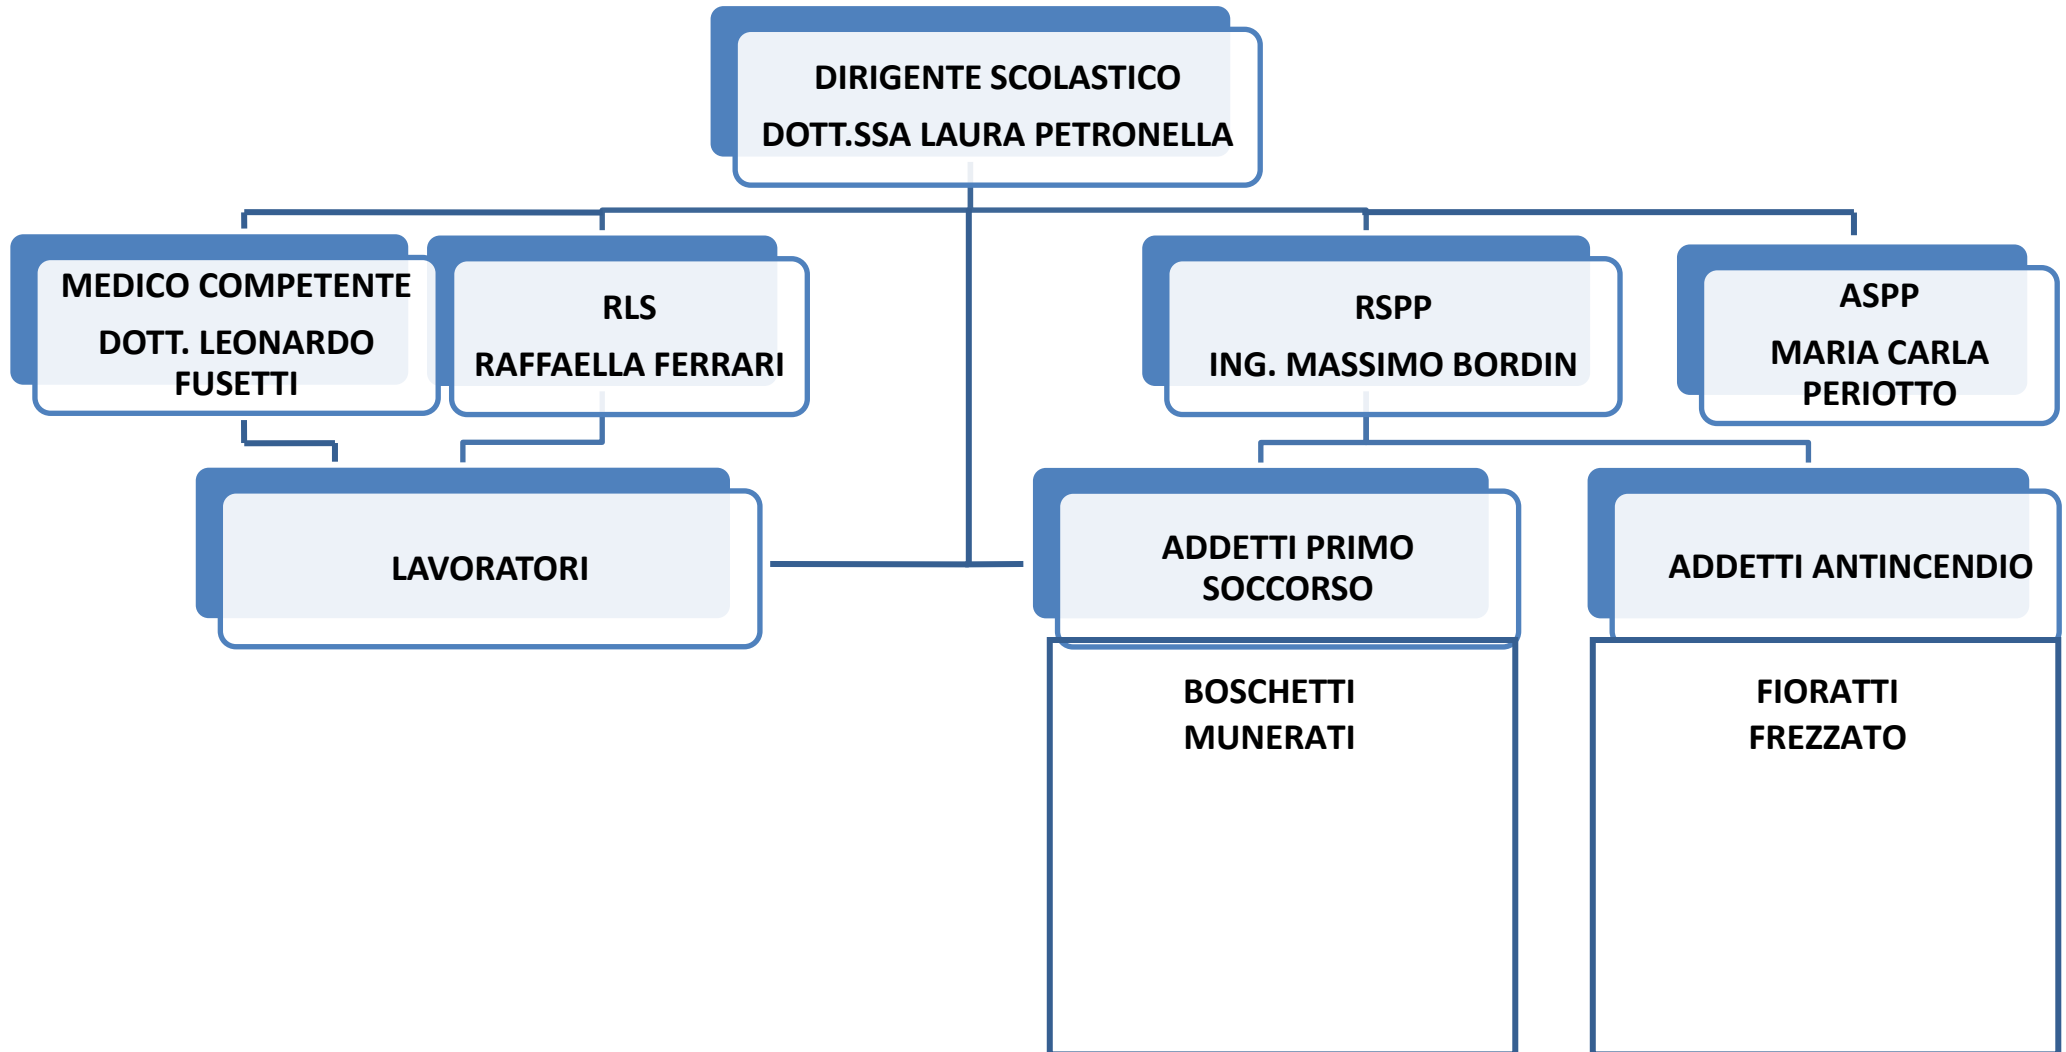 DIRIGENTE SCOLASTICO
DOTT.SSA LAURA PETRONELLA
MEDICO COMPETENTE
DOTT. LEONARDO
FUSETTI
RLS
RAFFAELLA FERRARI
RSPP
ING. MASSIMO BORDIN
ASPP
MARIA CARLA
PERIOTTO
LAVORATORI
ADDETTI PRIMO
SOCCORSO
ADDETTI ANTINCENDIO
BOSCHETTI
MUNERATI
FIORATTI
FREZZATO